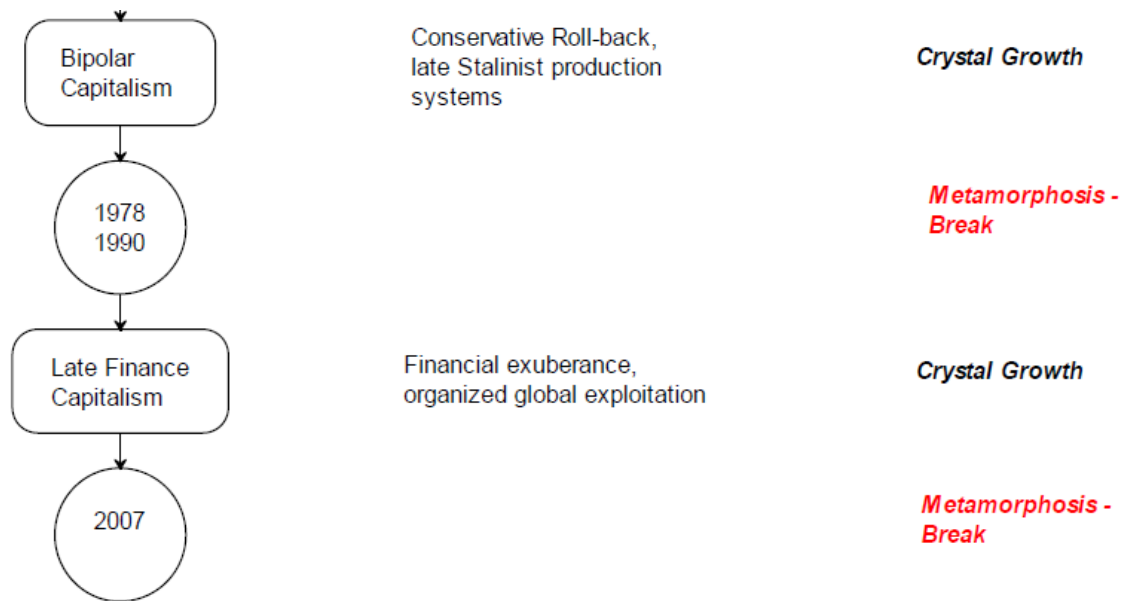 Bipolar
Capitalism
Conservative Roll-back,
late Stalinist production
systems
Crystal Growth
1978
1990
Metamorphosis -
Break
Late Finance
Capitalism
Financial exuberance,
organized global exploitation
Crystal Growth
2007
Metamorphosis -
Break